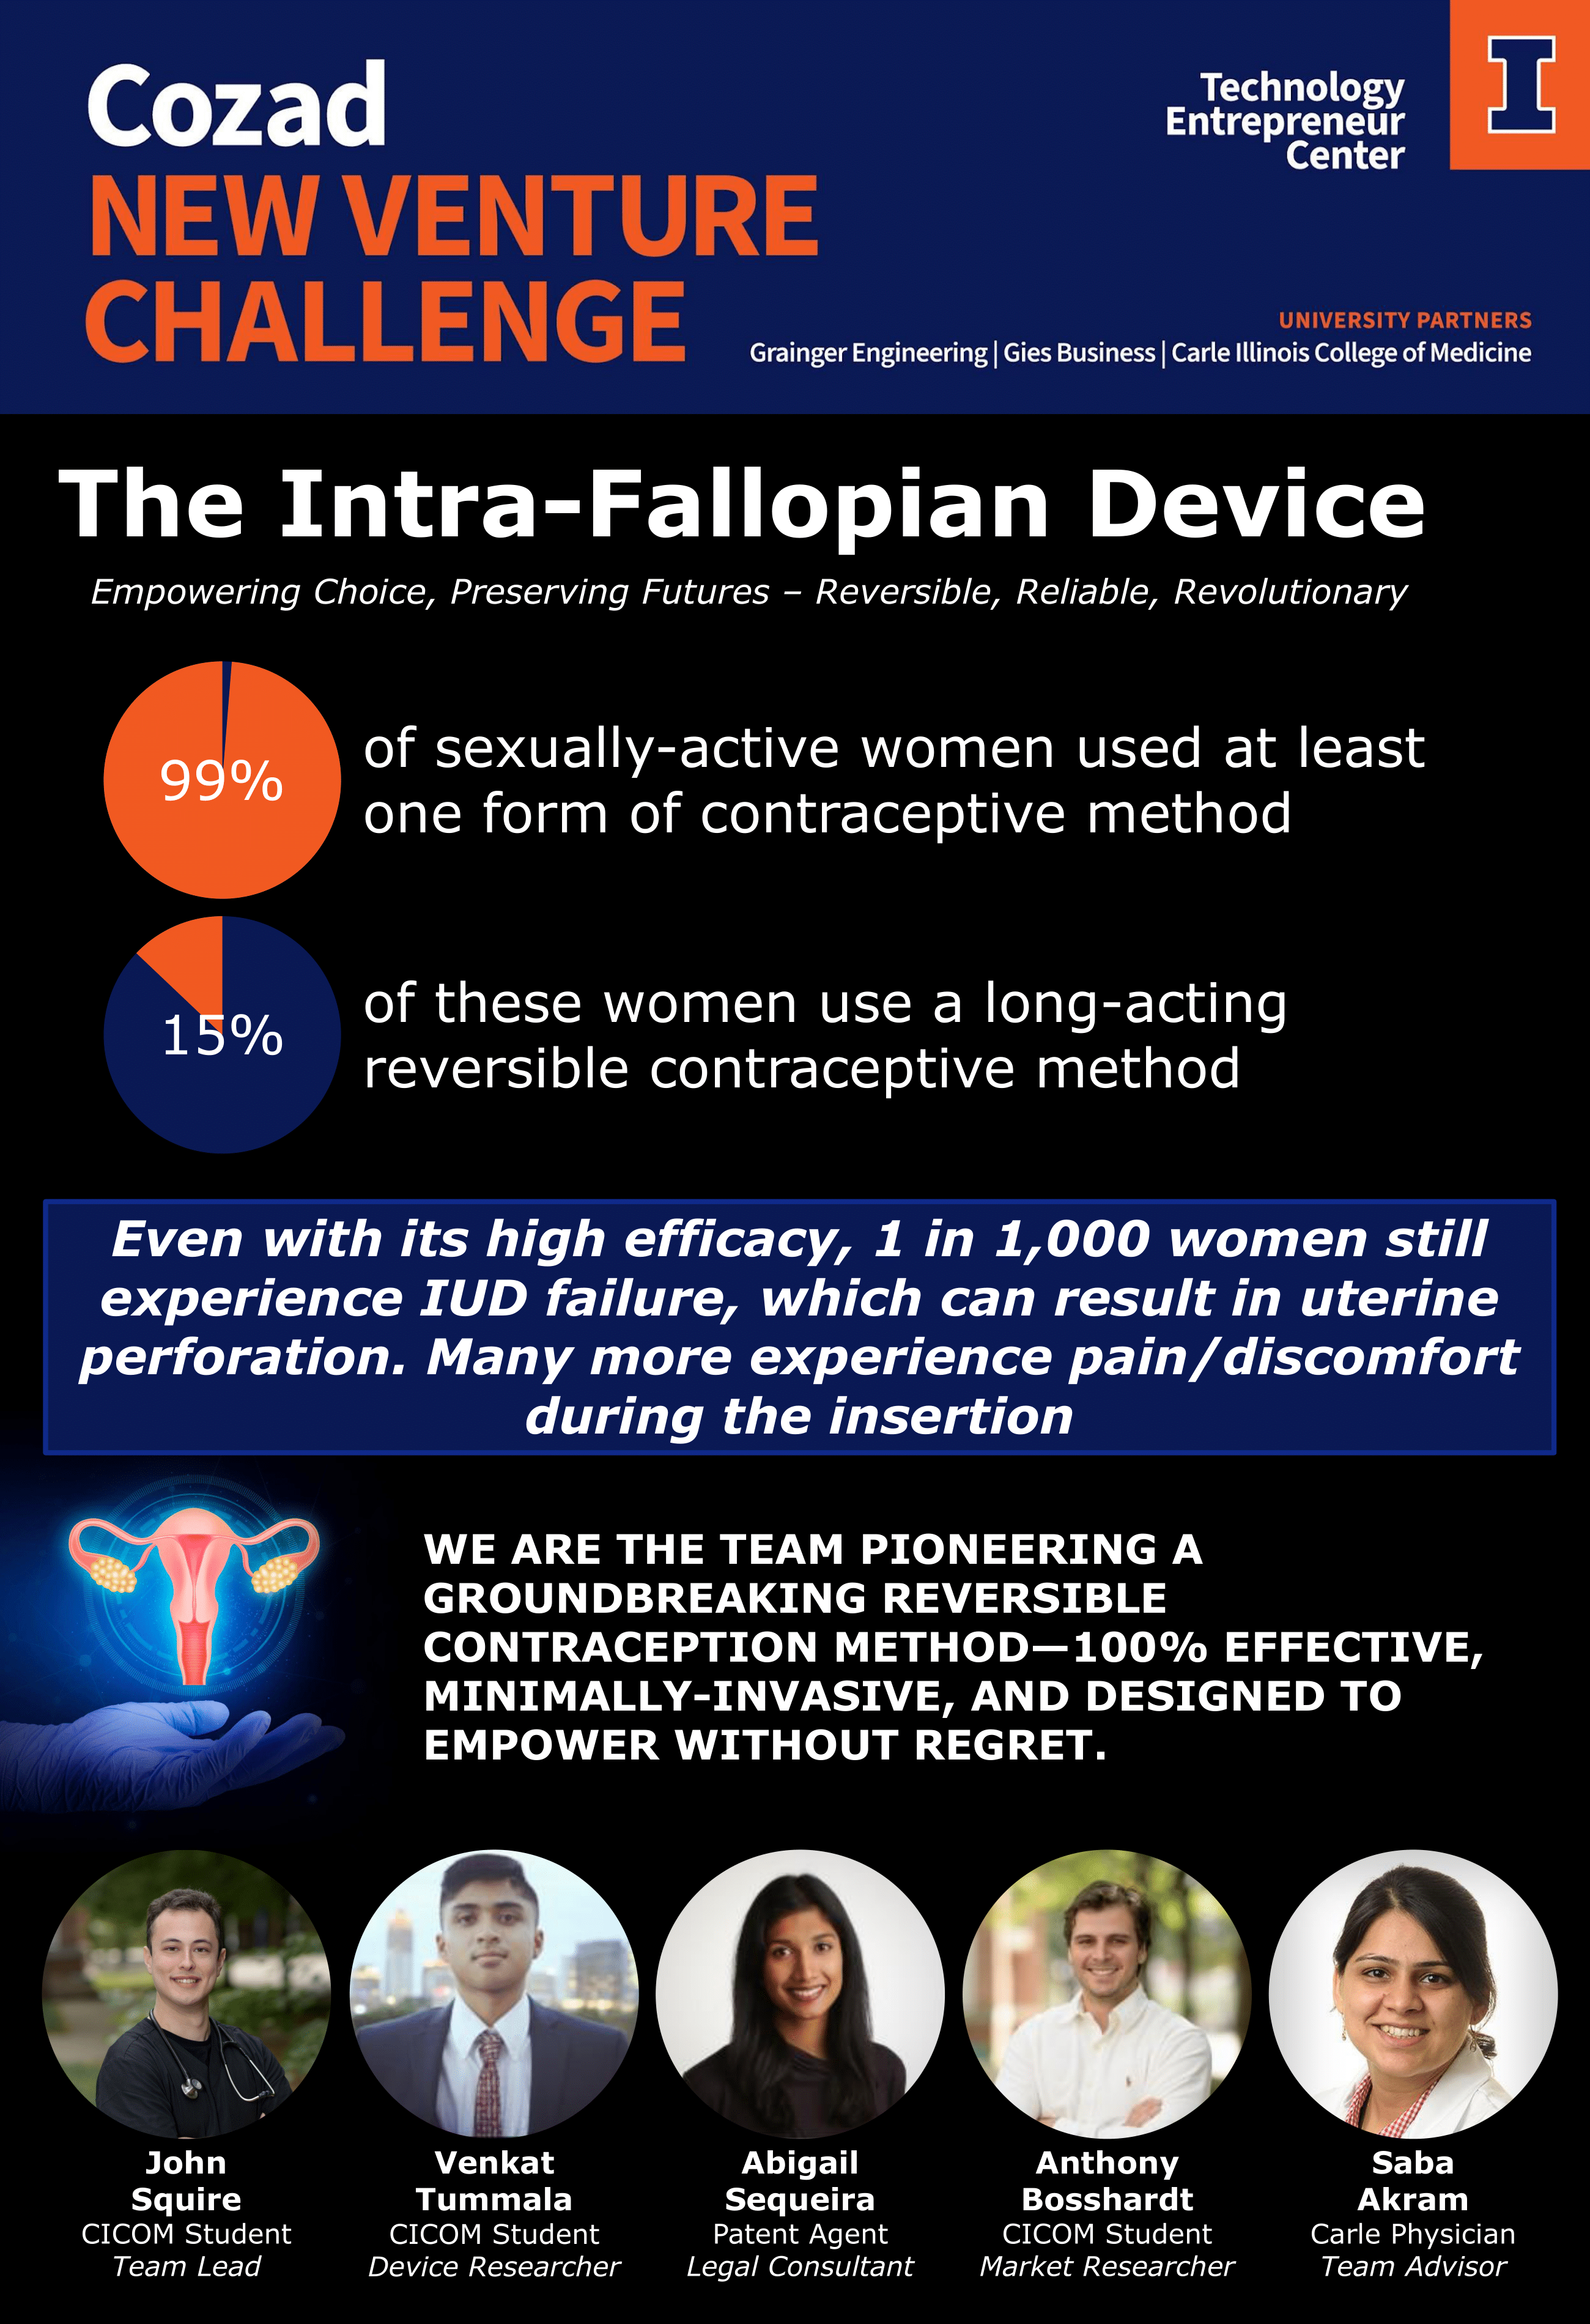 Cozad
NEW VENTURE
CHALLENGE
Technology
Entrepreneur
Center
I
UNIVERSITY PARTNERS
Grainger Engineering | Gies Business | Carle Illinois College of Medicine
The Intra-Fallopian Device
Empowering Choice, Preserving Futures – Reversible, Reliable, Revolutionary
99%
of sexually-active women used at least
one form of contraceptive method
15%
of these women use a long-acting
reversible contraceptive method
Even with its high efficacy, 1 in 1,000 women still
experience IUD failure, which can result in uterine
perforation. Many more experience pain/discomfort
during the insertion
WE ARE THE TEAM PIONEERING A
GROUNDBREAKING REVERSIBLE
CONTRACEPTION METHOD—100% EFFECTIVE,
MINIMALLY-INVASIVE, AND DESIGNED TO
EMPOWER WITHOUT REGRET.
John
Squire
CICOM Student
Team Lead
Venkat
Tummala
CICOM Student
Device Researcher
Abigail
Sequeira
Patent Agent
Legal Consultant
Anthony
Bosshardt
CICOM Student
Market Researcher
Saba
Akram
Carle Physician
Team Advisor